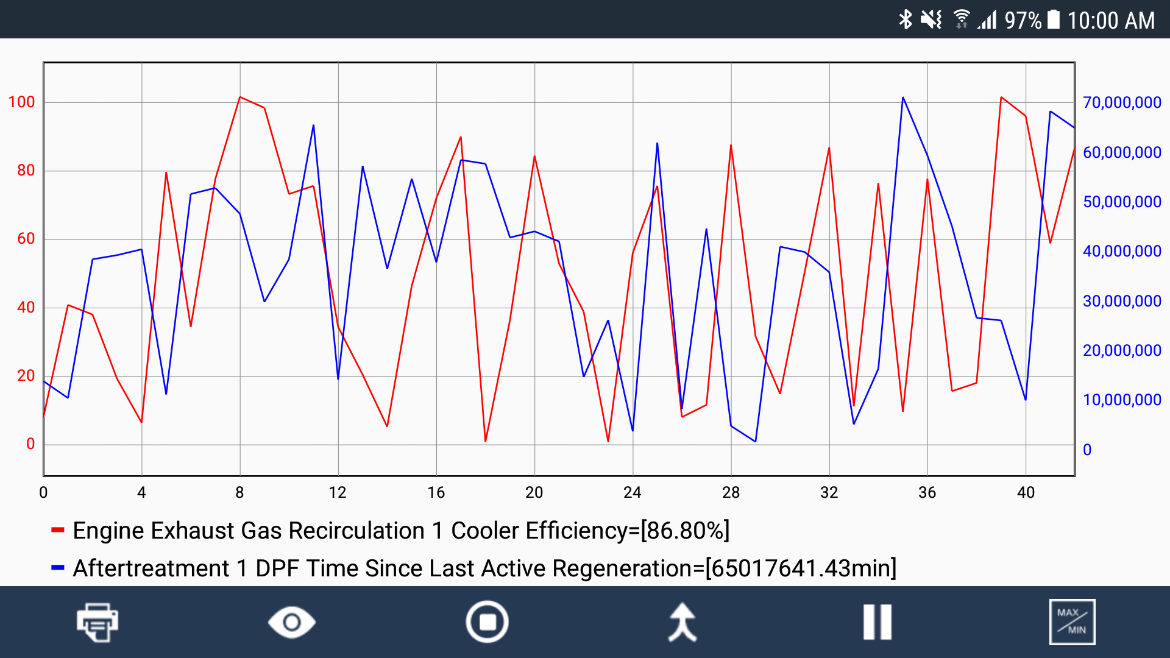 97% 10:00 AM
100 70,000,000
60,000,000
80
50,000,000
60
40,000,000
40 30,000,000
20,000,000
20
10,000,000
0 0
0 4 8 12 16 20 24 28 32 36 40
Engine Exhaust Gas Recirculation 1 Cooler Efficiency=[86.80%]
Aftertreatment 1 DPF Time Since Last Active Regeneration=[65017641.43min]
MAX
MIN